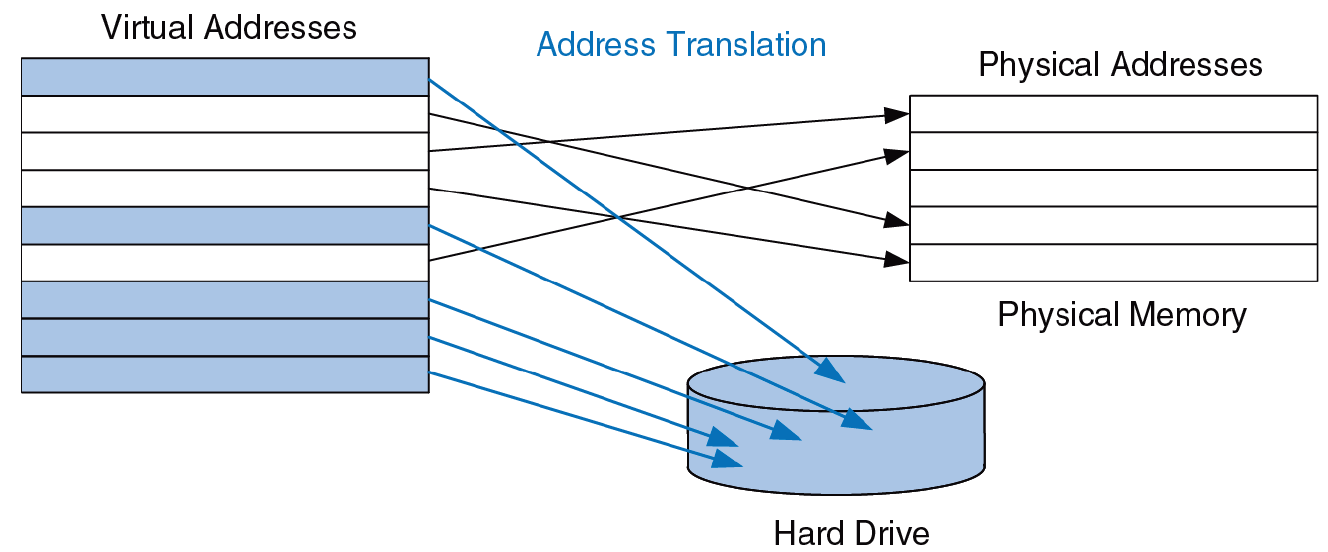 Virtual Addresses
Address Translation
Physical Addresses
Physical Memory
Hard Drive